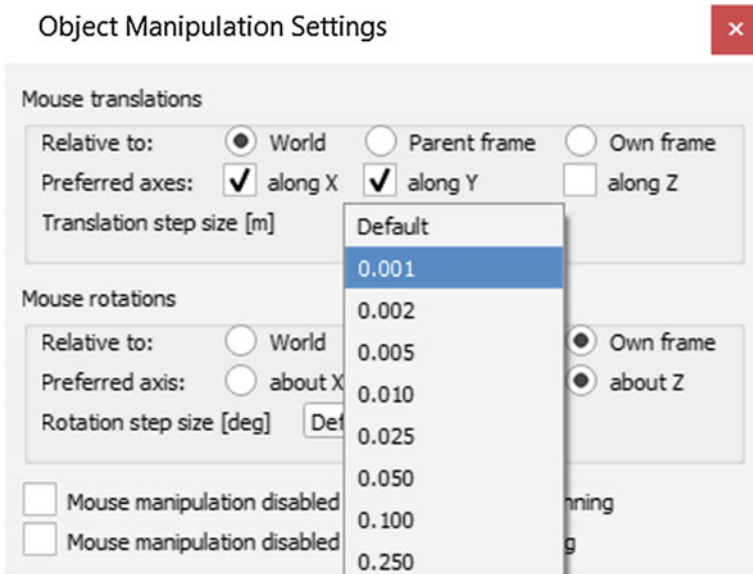 Object Manipulation Settings
Mouse translations
Relative to: World Parent frame Own frame
Preferred axes: along X along Y along Z
Translation step size [m]
Default
0.001
0.002
0.005
0.010
0.025
0.050
0.100
0.250
Mouse rotations
Relative to: World Own frame
Preferred axis: about X about Z
Rotation step size [deg]
Mouse manipulation disabled
Mouse manipulation disabled